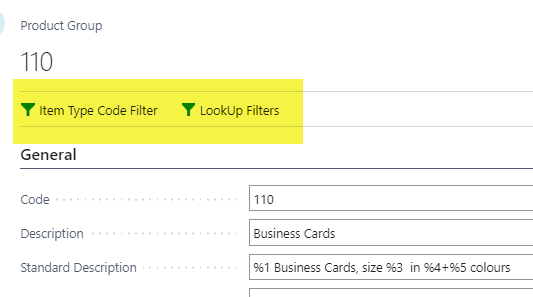 Product Group
110
Item Type Code Filter LookUp Filters
General
Code 110
Description Business Cards
Standard Description %1 Business Cards, size %3 in %4+%5 colours